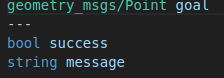 geometry_msgs/Point goal
---
bool success
string message